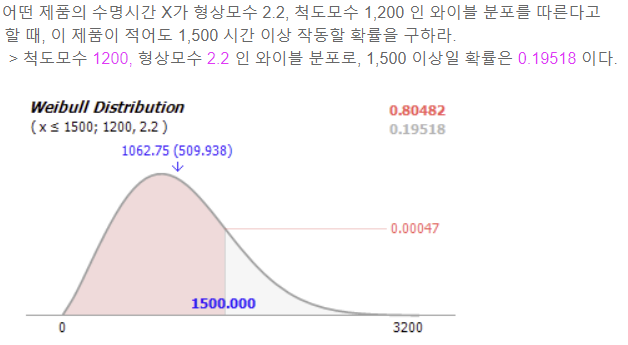 어떤 제품의 수명시간 X가 형상모수 2.2, 척도모수 1,200 인 와이블 분포를 따른다고
할 때, 이 제품이 적어도 1,500 시간 이상 작동할 확률을 구하라.
> 척도모수 1200, 형상모수 2.2 인 와이블 분포로, 1,500 이상일 확률은 0.19518 이다.
Weibull Distribution
0.80482
( x ≤ 1500; 1200, 2.2 )
0.19518
1062.75 (509.938)
0.00047
1500.000
0
3200